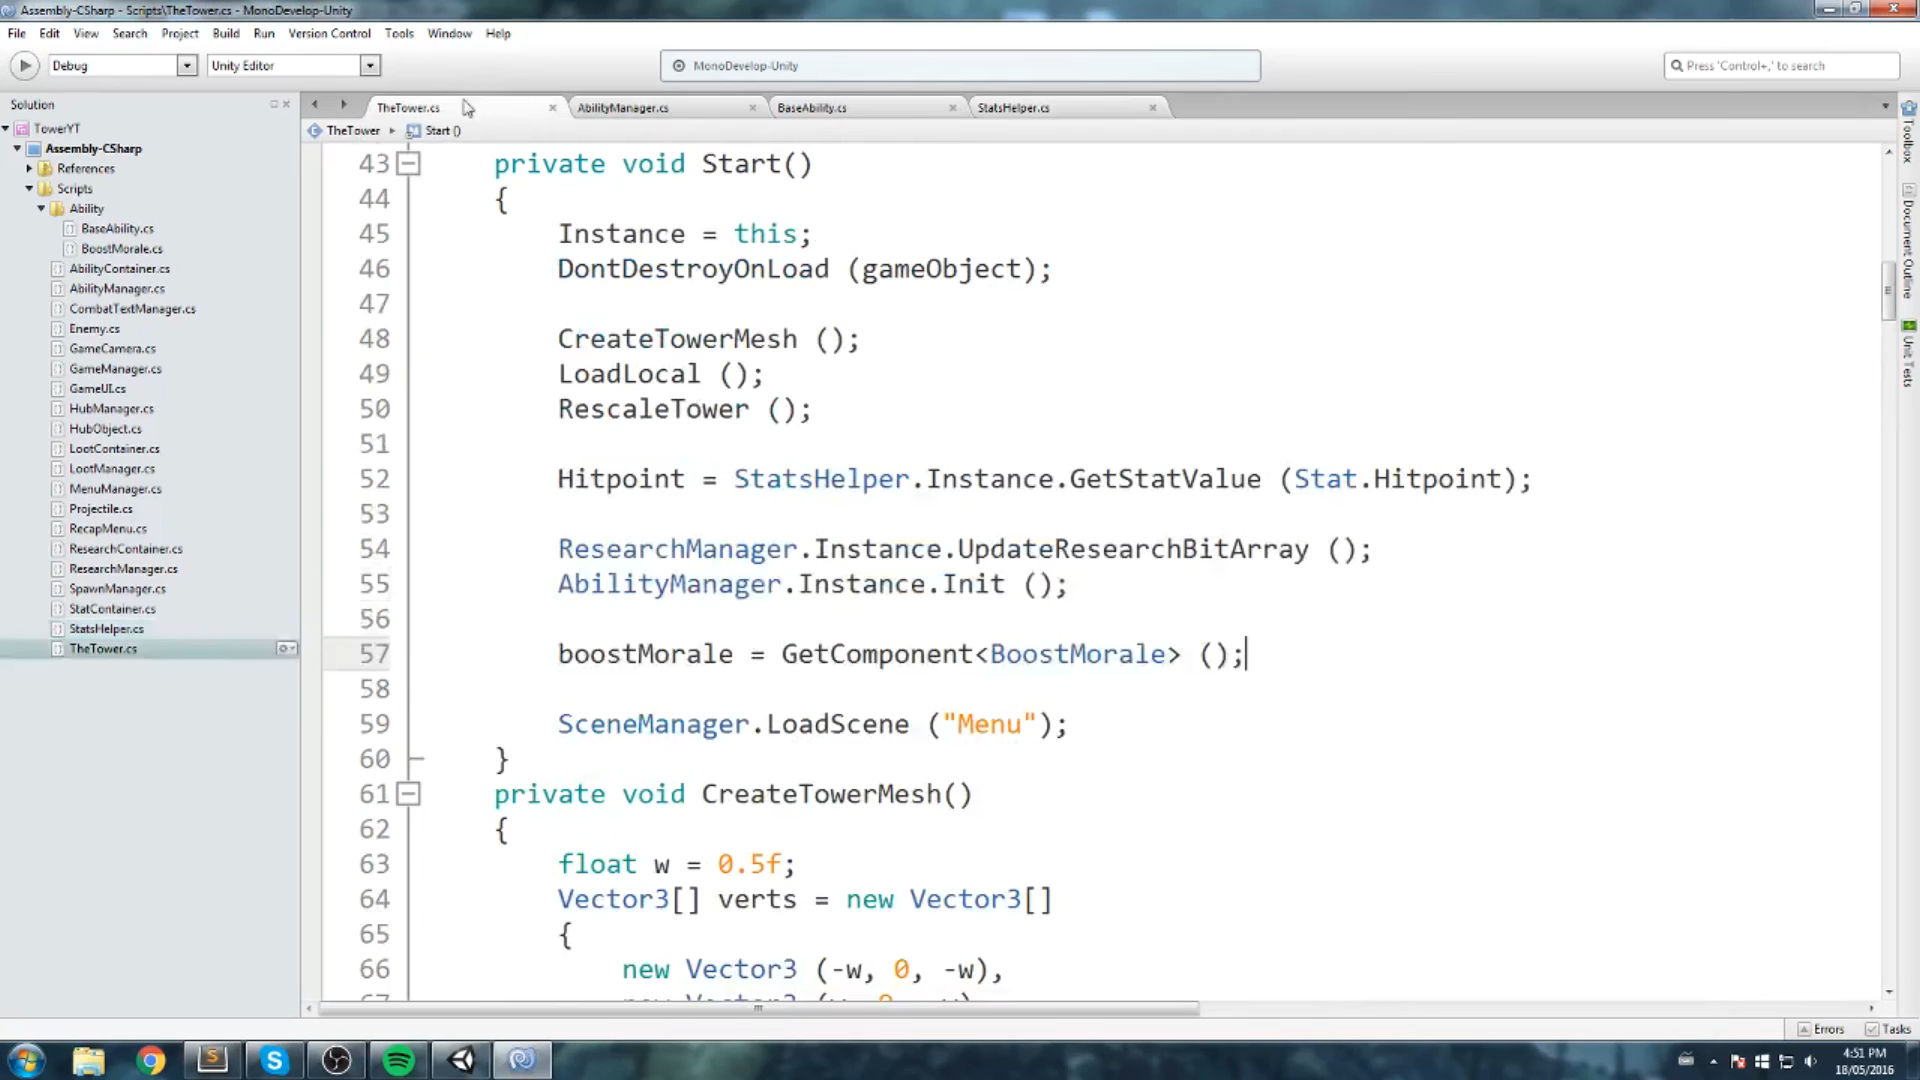 Assembly-CSharp - Scripts\TheTower.cs - MonoDevelop-Unity
File Edit View Search Project Build Run Version Control Tools Window Help
Debug Unity Editor MonoDevelop-Unity Press 'Control+,' to search
Solution
TheTower.cs AbilityManager.cs BaseAbility.cs StatsHelper.cs
TheTower Start ()
TowerYT
Assembly-CSharp
References
Scripts
Ability
BaseAbility.cs
BoostMorale.cs
AbilityContainer.cs
AbilityManager.cs
CombatTextManager.cs
Enemy.cs
GameCamera.cs
GameManager.cs
GameUI.cs
HubManager.cs
HubObject.cs
LootContainer.cs
LootManager.cs
MenuManager.cs
Projectile.cs
RecapMenu.cs
ResearchContainer.cs
ResearchManager.cs
SpawnManager.cs
StatContainer.cs
StatsHelper.cs
TheTower.cs
43 private void Start()
44 {
45 Instance = this;
46 DontDestroyOnLoad (gameObject);
47
48 CreateTowerMesh ();
49 LoadLocal ();
50 RescaleTower ();
51
52 Hitpoint = StatsHelper.Instance.GetStatValue (Stat.Hitpoint);
53
54 ResearchManager.Instance.UpdateResearchBitArray ();
55 AbilityManager.Instance.Init ();
56
57 boostMorale = GetComponent<BoostMorale> ();
58
59 SceneManager.LoadScene ("Menu");
60 }
61 private void CreateTowerMesh()
62 {
63 float w = 0.5f;
64 Vector3[] verts = new Vector3[]
65 {
66 new Vector3 (-w, 0, -w),
Toolbox
Document Outline
Unit Tests
Errors Tasks
4:51 PM
18/05/2016